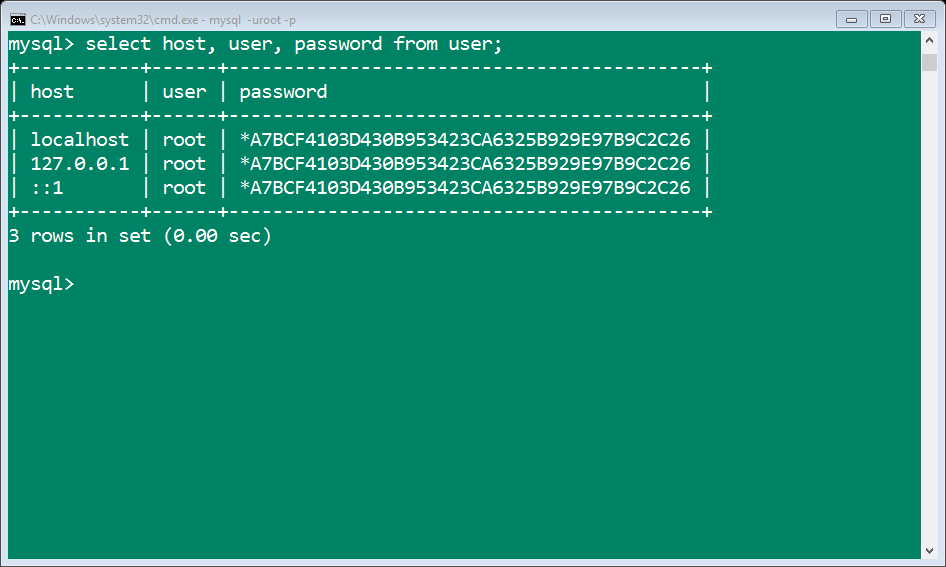 C:\Windows\system32\cmd.exe - mysql  -uroot -p
mysql> select host, user, password from user;
+-----------+------+-------------------------------------------+
| host      | user | password                                  |
+-----------+------+-------------------------------------------+
| localhost | root | *A7BCF4103D430B953423CA6325B929E97B9C2C26 |
| 127.0.0.1 | root | *A7BCF4103D430B953423CA6325B929E97B9C2C26 |
| ::1       | root | *A7BCF4103D430B953423CA6325B929E97B9C2C26 |
+-----------+------+-------------------------------------------+
3 rows in set (0.00 sec)
mysql>